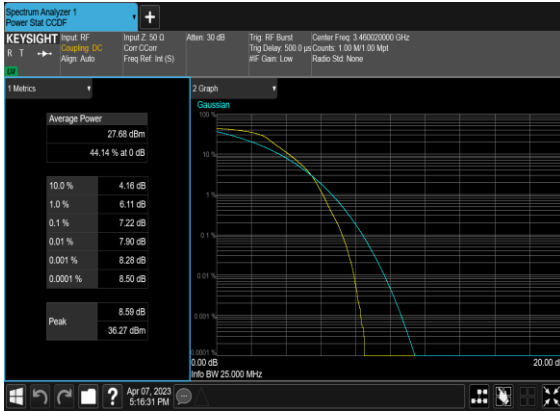 Spectrum Analyzer 1
Power Stat CCDF
KEYSIGHT
R T
Input: RF
Coupling: DC
Align: Auto
Input Z: 50 Ω
Corr CCorr
Freq Ref: Int (S)
Atten: 30 dB
Trig: RF Burst
Trig Delay: 500.0 µs
#IF Gain: Low
Center Freq: 3.460020000 GHz
Counts: 1.00 M/1.00 Mpt
Radio Std: None
1 Metrics
Average Power
27.68 dBm
44.14 % at 0 dB
10.0 % 4.16 dB
1.0 % 6.11 dB
0.1 % 7.22 dB
0.01 % 7.90 dB
0.001 % 8.28 dB
0.0001 % 8.50 dB
Peak
8.59 dB
36.27 dBm
2 Graph
Gaussian
100 %
10 %
1 %
0.1 %
0.01 %
0.001 %
0.0001 %
0.00 dB
20.00 d
Info BW 25.000 MHz
?
Apr 07, 2023
5:16:31 PM